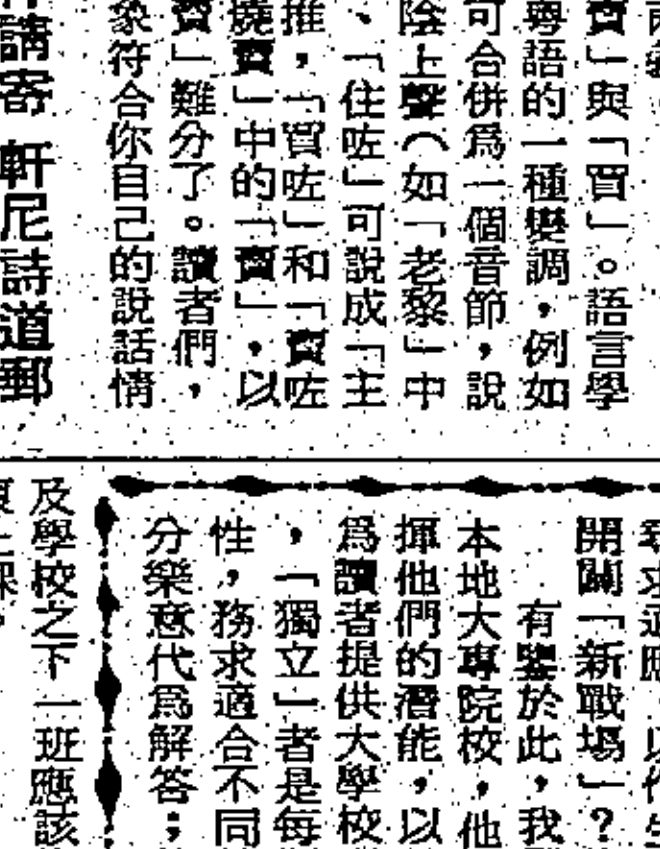 賣」與「買」。語言學
粵語的一種變調，例如
可合併爲一個音節，說
陰上聲（如「老黎」中
、「住咗」可說成「主
推，「買咗」和「賣咗
燒賣」中的「賣」，以
賣」難分了。讀者們，
象符合你自己的說話情
請寄 軒尼詩道郵
開闢「新戰場」？
有鑒於此，我
本地大專院校，他
揮他們的潛能，以
爲讀者提供大學校
，「獨立」者是每
性，務求適合不同
分樂意代爲解答；
及學校之下一班應該